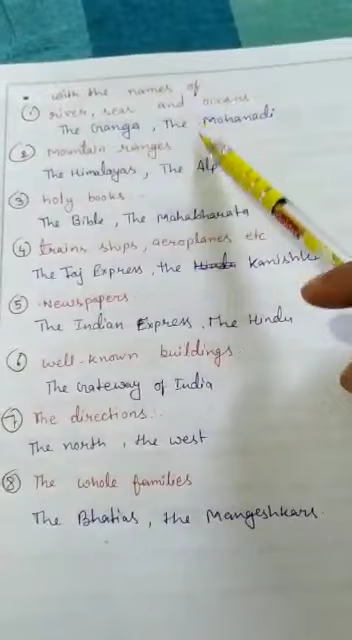 • with the names of
① river, seas and oceans
The Ganga, The Mohanadi
② mountain ranges
The Himalayas, The Alp
③ holy books
The Bible, The Mahabharata
④ trains ships, aeroplanes etc
The Taj Express, the Kanishk
⑤ Newspapers
The Indian Express, The Hindu
⑥ well-known buildings
The Gateway of India
⑦ The directions
The north, the west
⑧ The whole families
The Bhatias, the Mangeshkars.